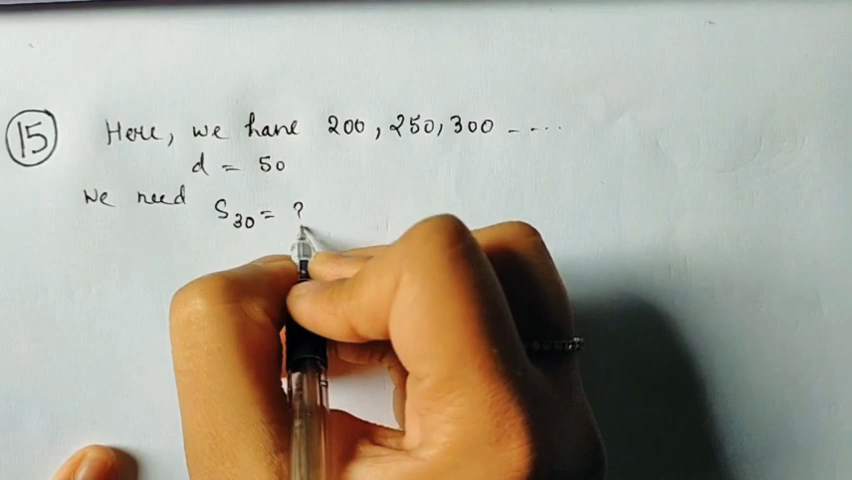 15 Here, we have 200, 250, 300 -....
d = 50
We need S30 = ?